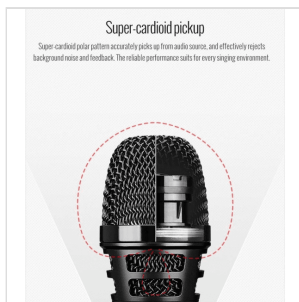 Super-cardioid pickup
Super-cardioid polar pattern accurately picks up from audio source, and effectively rejects
background noise and feedback. The reliable performance suits for every singing environment.